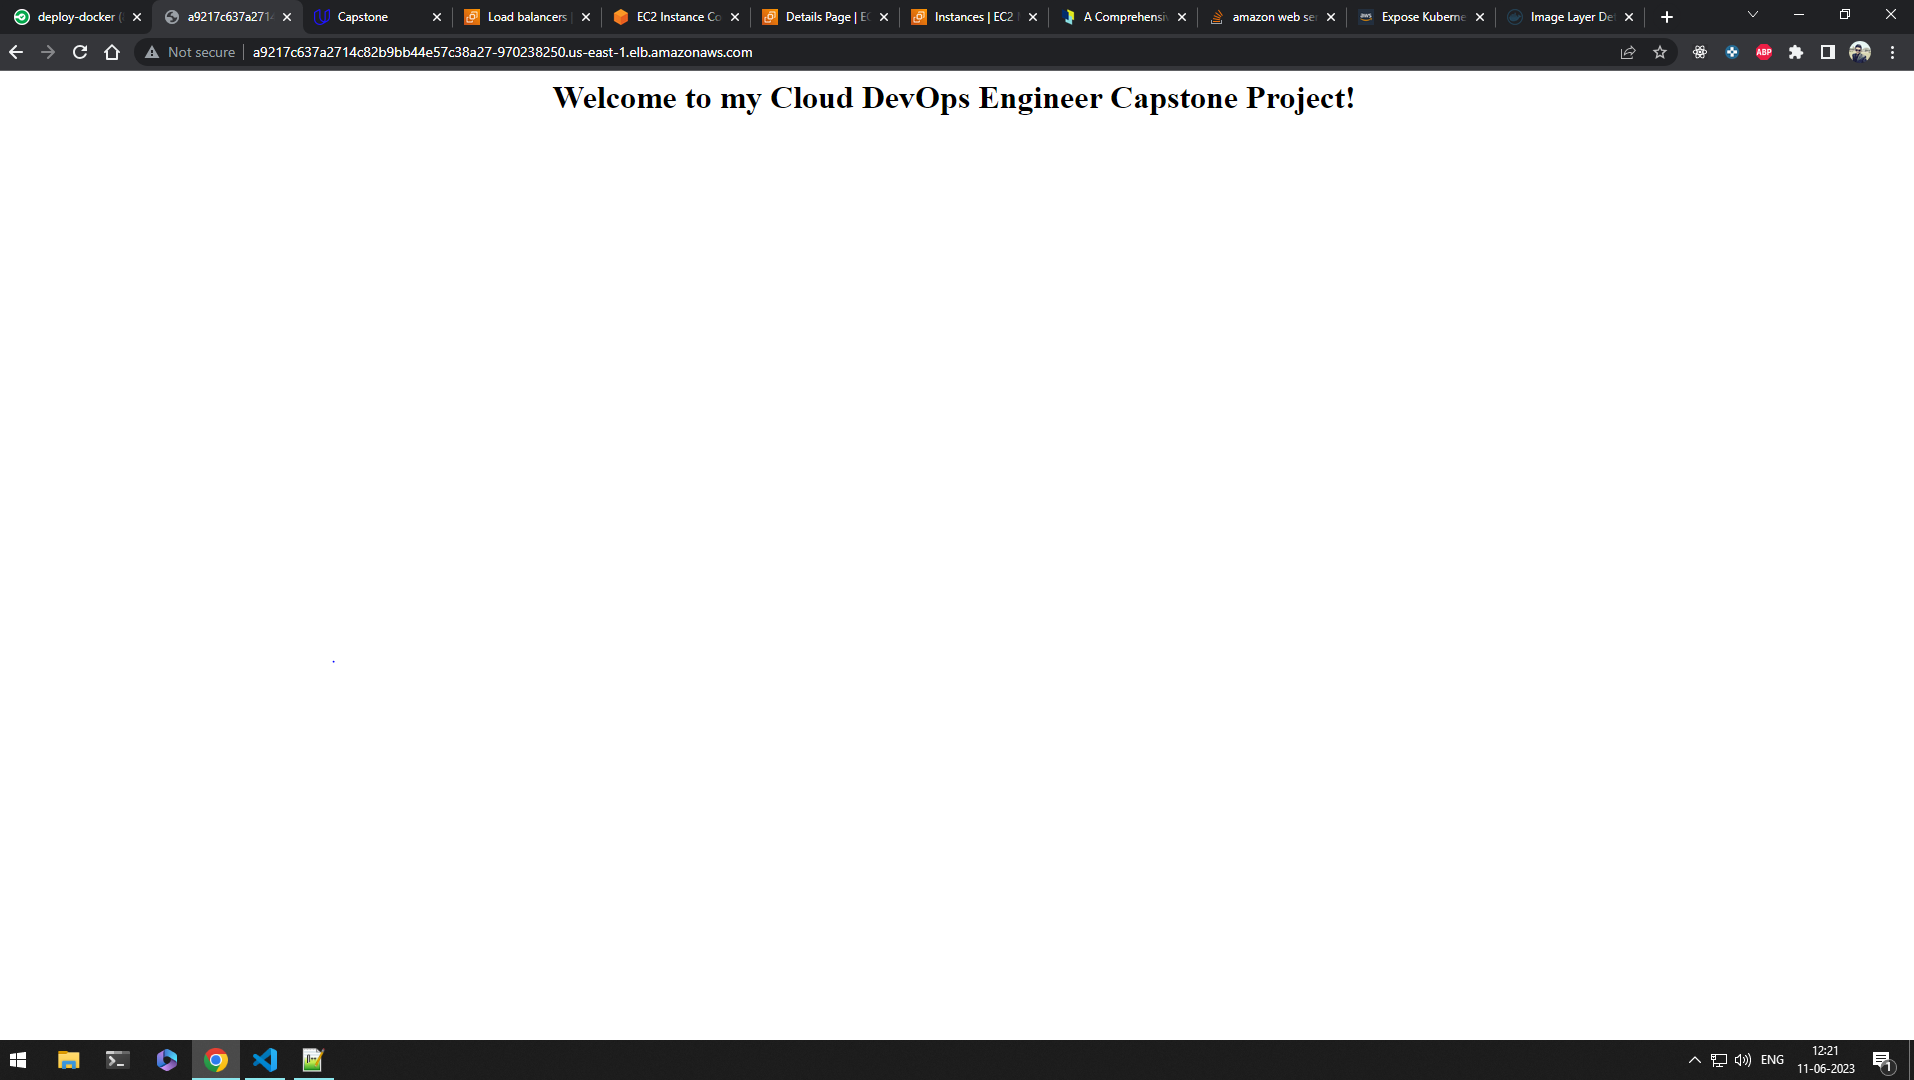 deploy-docker (
a9217c637a271
Capstone
Load balancers |
EC2 Instance Co
Details Page | EC
Instances | EC2
A Comprehensiv
amazon web se
Expose Kuberne
Image Layer De
Not secure
a9217c637a2714c82b9bb44e57c38a27-970238250.us-east-1.elb.amazonaws.com
ABP
Welcome to my Cloud DevOps Engineer Capstone Project!
ENG
12:21
11-06-2023
1